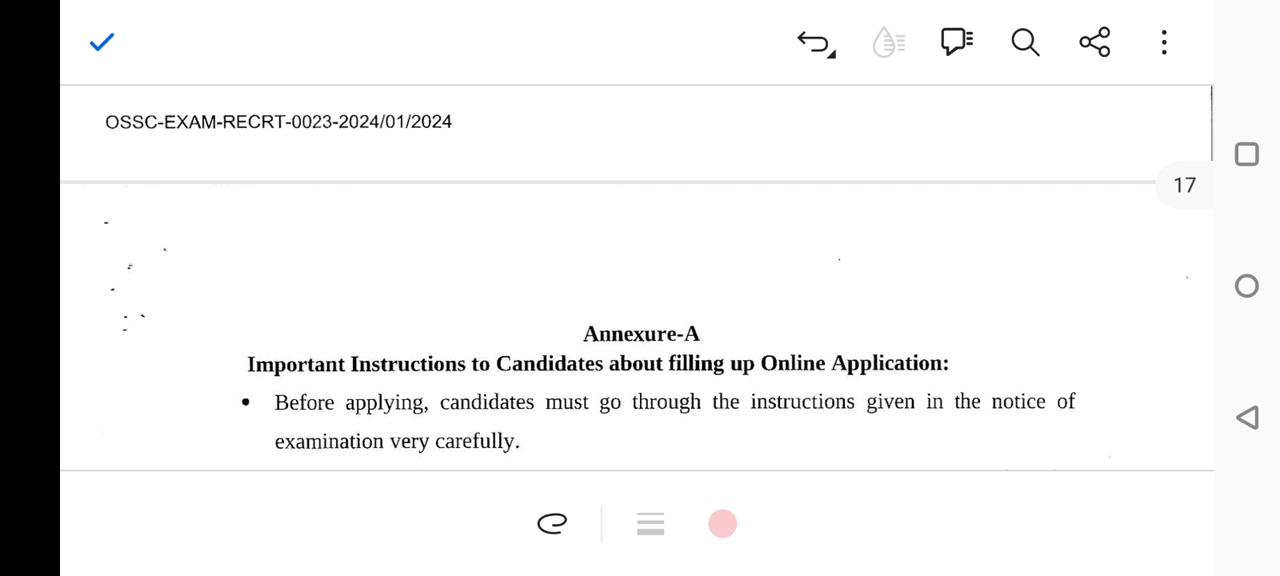 OSSC-EXAM-RECRT-0023-2024/01/2024
17
Annexure-A
Important Instructions to Candidates about filling up Online Application:
• Before applying, candidates must go through the instructions given in the notice of
examination very carefully.